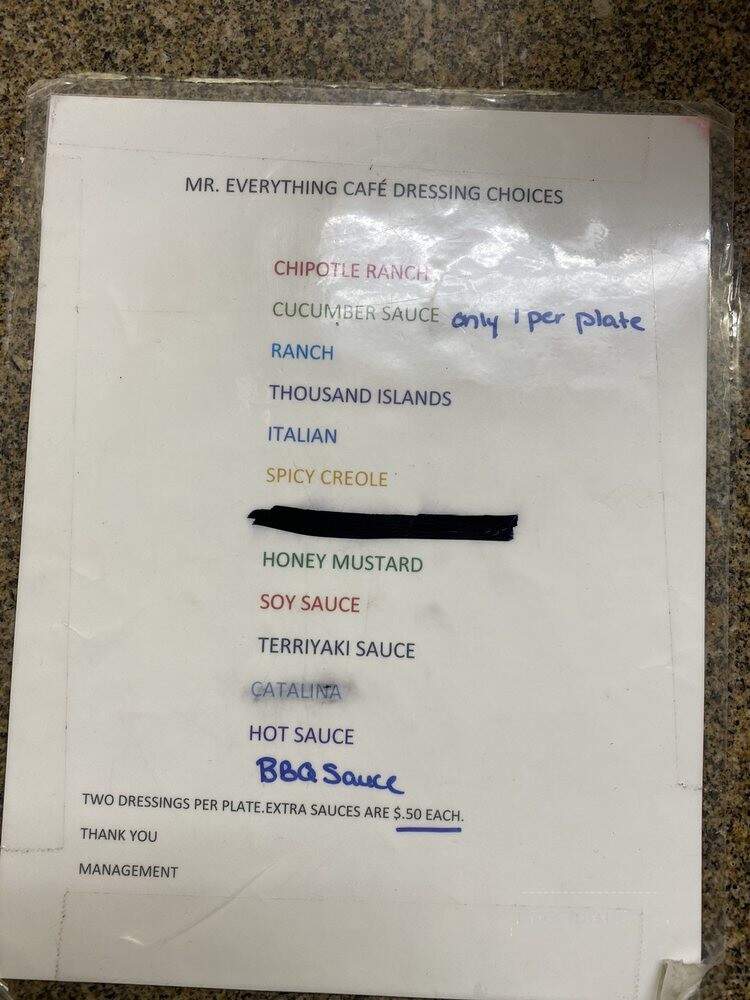 MR. EVERYTHING CAFÉ DRESSING CHOICES
CHIPOTLE RANCH
CUCUMBER SAUCE only 1 per plate
RANCH
THOUSAND ISLANDS
ITALIAN
SPICY CREOLE
HONEY MUSTARD
SOY SAUCE
TERRIYAKI SAUCE
CATALINA
HOT SAUCE
BBQ Sauce
TWO DRESSINGS PER PLATE.EXTRA SAUCES ARE $.50 EACH.
THANK YOU
MANAGEMENT